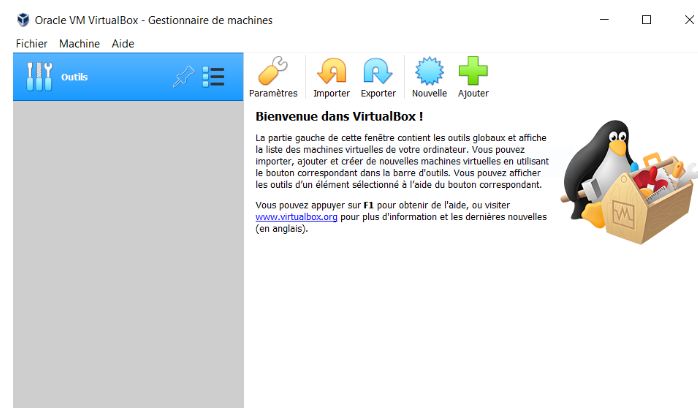 Oracle VM VirtualBox - Gestionnaire de machines
Fichier Machine Aide
Outils
Paramètres Importer Exporter Nouvelle Ajouter
Bienvenue dans VirtualBox !
La partie gauche de cette fenêtre contient les outils globaux et affiche
la liste des machines virtuelles de votre ordinateur. Vous pouvez
importer, ajouter et créer de nouvelles machines virtuelles en utilisant
le bouton correspondant dans la barre d'outils. Vous pouvez afficher
les outils d'un élément sélectionné à l'aide du bouton correspondant.
Vous pouvez appuyer sur F1 pour obtenir de l'aide, ou visiter
www.virtualbox.org pour plus d'information et les dernières nouvelles
(en anglais).